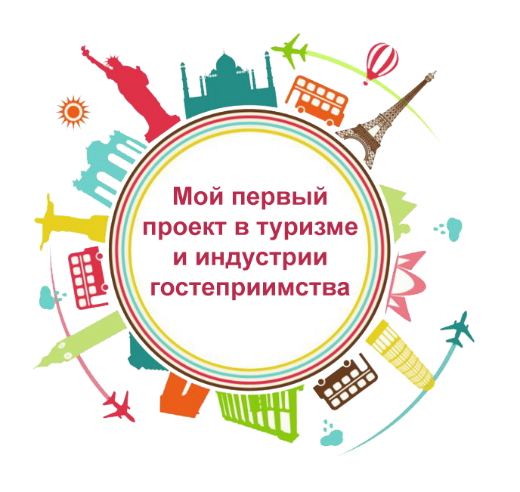 Мой первый
проект в туризме
и индустрии
гостеприимства